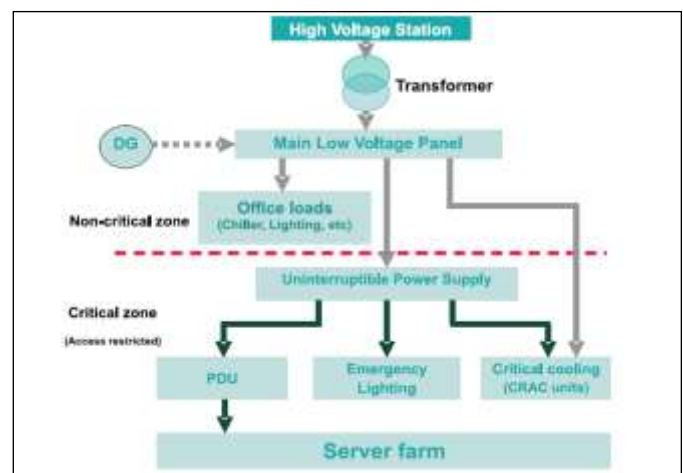 High Voltage Station
Transformer
DG
Main Low Voltage Panel
Office loads
(Chiller, Lighting, etc)
Non-critical zone
Uninterruptible Power Supply
Critical zone
(Access restricted)
PDU
Emergency
Lighting
Critical cooling
(CRAC units)
Server farm